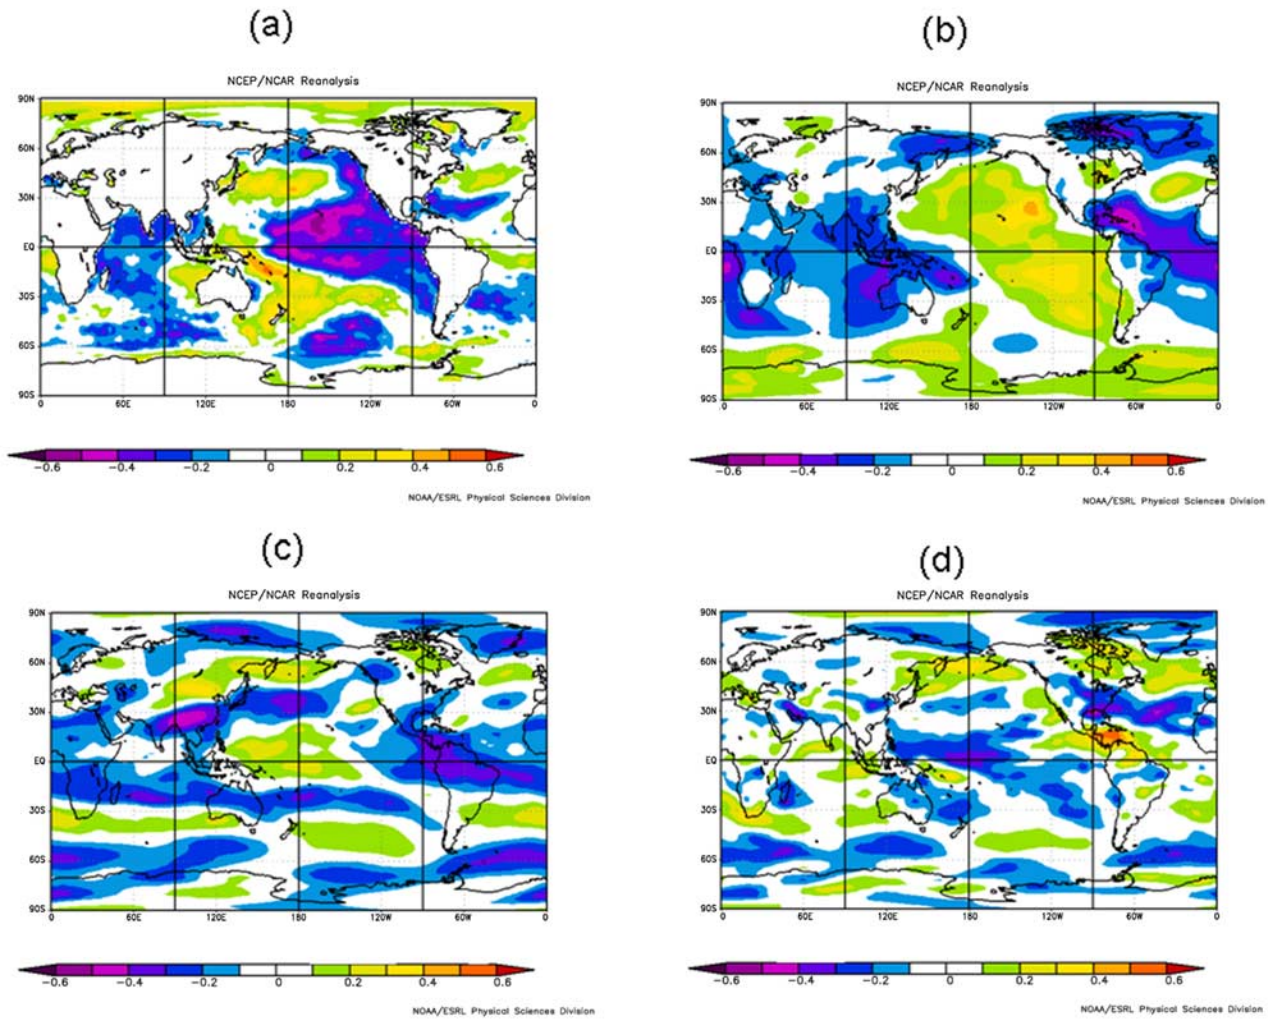 (a)
NCEP/NCAR Reanalysis
90N
60N
30N
EQ
30S
60S
90S
0 60E 120E 180 120W 60W 0
−0.6 −0.4 −0.2 0 0.2 0.4 0.6
NOAA/ESRL Physical Sciences Division
(b)
NCEP/NCAR Reanalysis
90N
60N
30N
EQ
30S
60S
90S
0 60E 120E 180 120W 60W 0
−0.6 −0.4 −0.2 0 0.2 0.4 0.6
NOAA/ESRL Physical Sciences Division
(c)
NCEP/NCAR Reanalysis
90N
60N
30N
EQ
30S
60S
90S
0 60E 120E 180 120W 60W 0
−0.6 −0.4 −0.2 0 0.2 0.4 0.6
NOAA/ESRL Physical Sciences Division
(d)
NCEP/NCAR Reanalysis
90N
60N
30N
EQ
30S
60S
90S
0 60E 120E 180 120W 60W 0
−0.6 −0.4 −0.2 0 0.2 0.4 0.6
NOAA/ESRL Physical Sciences Division